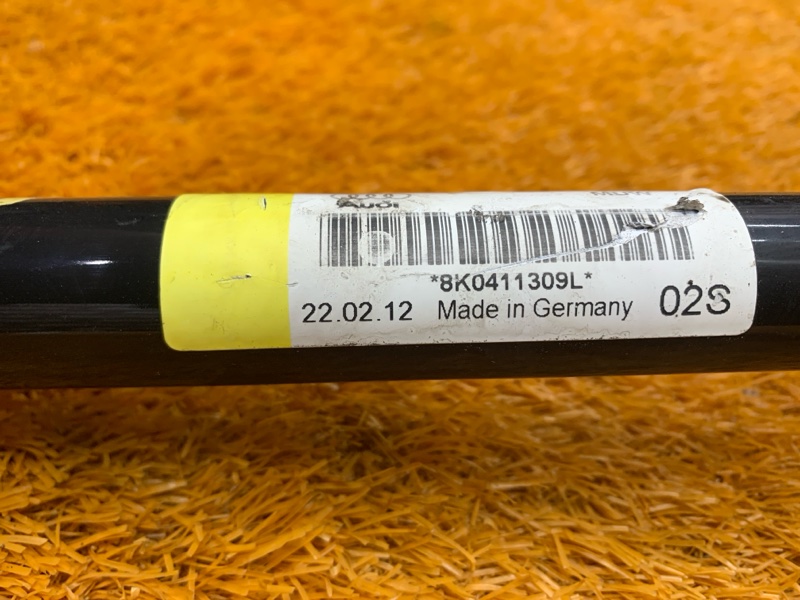 Audi
*8K0411309L*
22.02.12 Made in Germany 02S